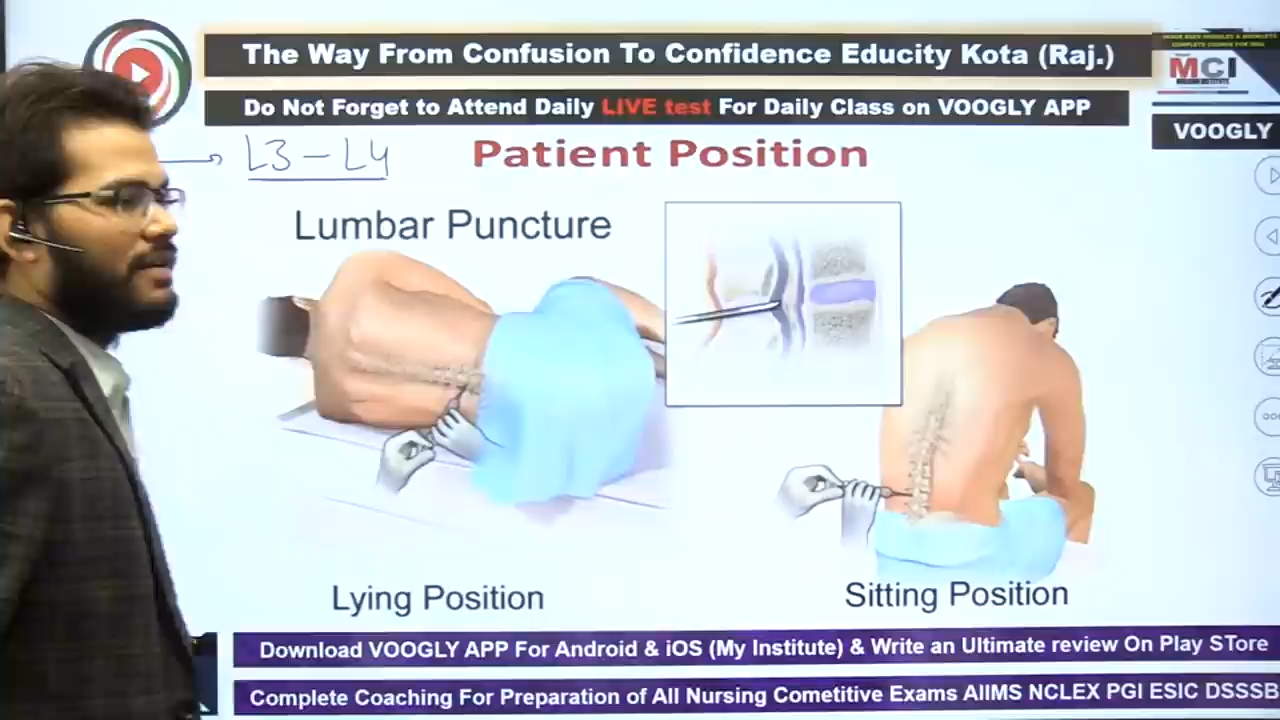 The Way From Confusion To Confidence Educity Kota (Raj.)
Do Not Forget to Attend Daily LIVE test For Daily Class on VOOGLY APP
MCI
VOOGLY
L3 - L4
Patient Position
Lumbar Puncture
Lying Position
Sitting Position
Download VOOGLY APP For Android & iOS (My Institute) & Write an Ultimate review On Play STore
Complete Coaching For Preparation of All Nursing Cometitive Exams AIIMS NCLEX PGI ESIC DSSSB